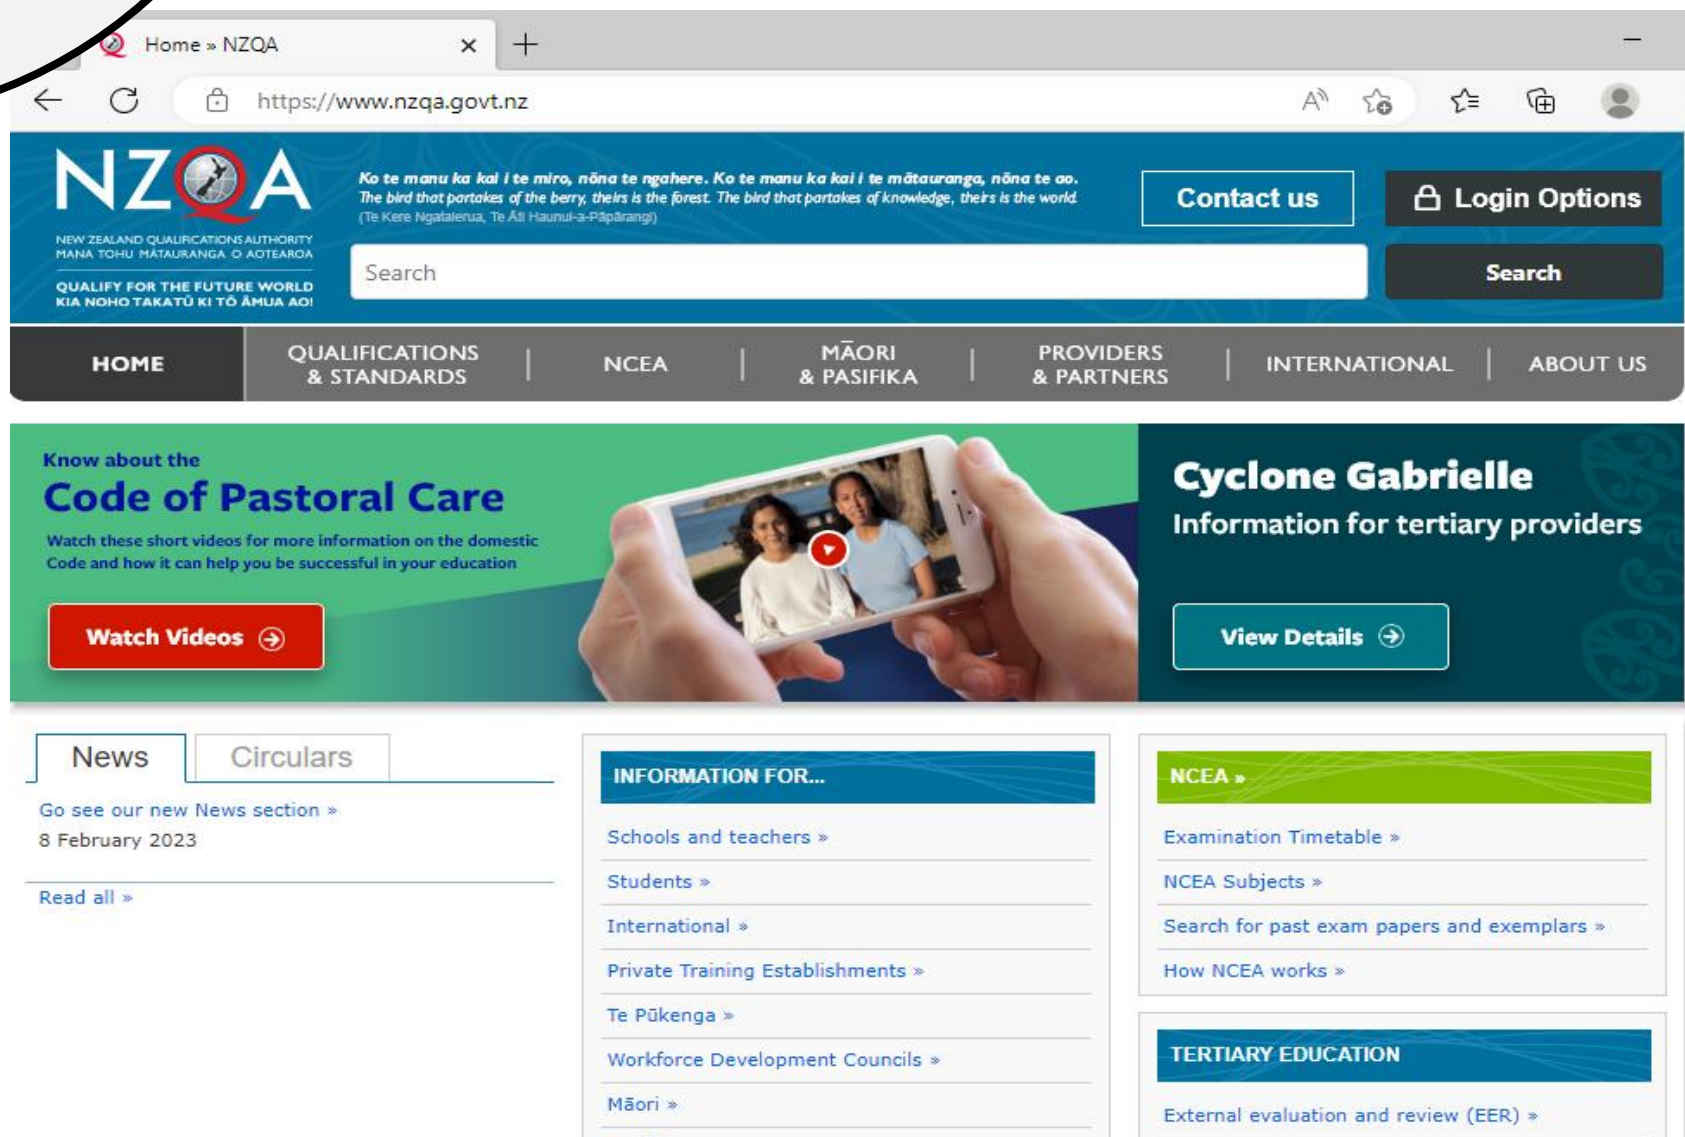 Home » NZQA
https://www.nzqa.govt.nz
NZQA
NEW ZEALAND QUALIFICATIONS AUTHORITY
MANA TOHU MĀTAURANGA O AOTEAROA
QUALIFY FOR THE FUTURE WORLD
KIA NOHO TAKATŪ KI TŌ ĀMUA AO!
Ko te manu ka kai i te miro, nōna te ngahere. Ko te manu ka kai i te mātauranga, nōna te ao.
The bird that partakes of the berry, theirs is the forest. The bird that partakes of knowledge, theirs is the world.
(Te Kere Ngataierua, Te Āti Haunui-a-Pāpārangi)
Contact us
Login Options
Search
Search
HOME
QUALIFICATIONS
& STANDARDS
NCEA
MĀORI
& PASIFIKA
PROVIDERS
& PARTNERS
INTERNATIONAL
ABOUT US
Know about the
Code of Pastoral Care
Watch these short videos for more information on the domestic
Code and how it can help you be successful in your education
Watch Videos
Cyclone Gabrielle
Information for tertiary providers
View Details
News
Circulars
Go see our new News section »
8 February 2023
Read all »
INFORMATION FOR...
Schools and teachers »
Students »
International »
Private Training Establishments »
Te Pūkenga »
Workforce Development Councils »
Māori »
NCEA »
Examination Timetable »
NCEA Subjects »
Search for past exam papers and exemplars »
How NCEA works »
TERTIARY EDUCATION
External evaluation and review (EER) »